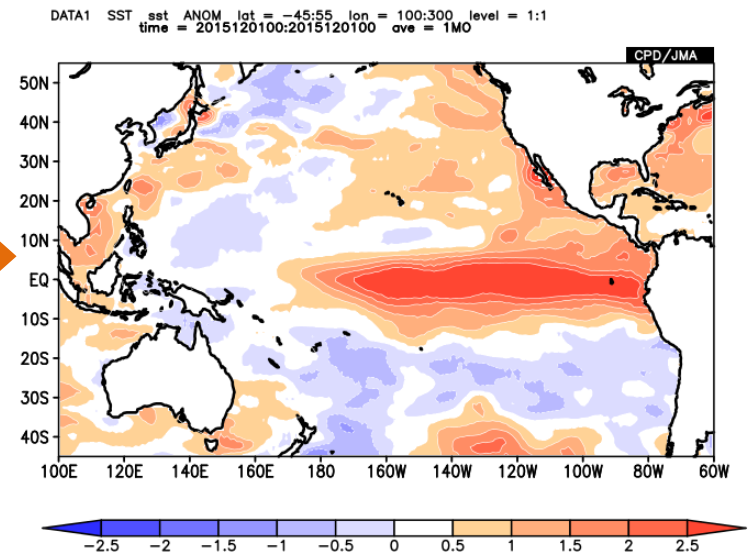 DATA1 SST sst ANOM lat = -45:55 lon = 100:300 level = 1:1
time = 2015120100:2015120100 ave = 1MO
CPD/JMA
50N
40N
30N
20N
10N
EQ
10S
20S
30S
40S
100E 120E 140E 160E 180 160W 140W 120W 100W 80W 60W
-2.5 -2 -1.5 -1 -0.5 0 0.5 1 1.5 2 2.5